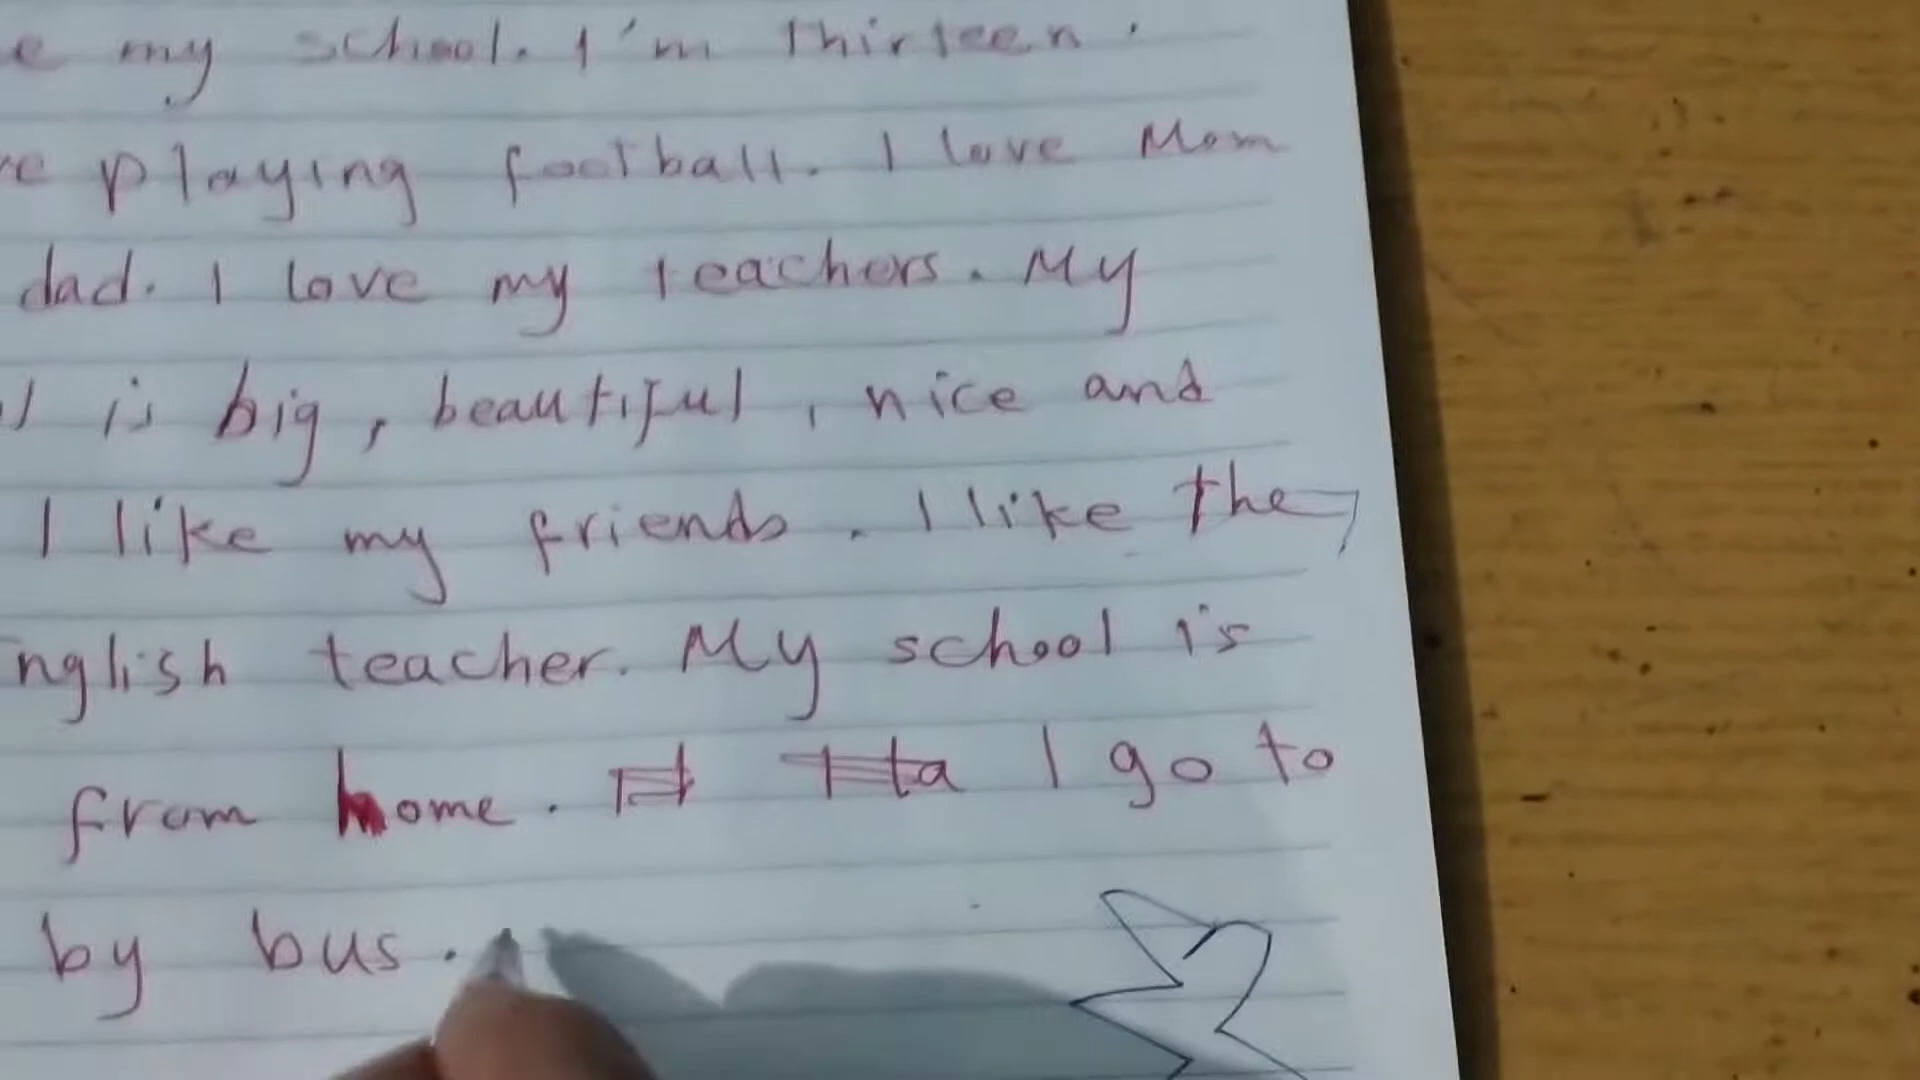 my school. I'm thirteen.
playing football. I love Mom
dad. I love my teachers. My
is big, beautiful, nice and
I like my friends. I like the
nglish teacher. My school is
from home. I go to
by bus.